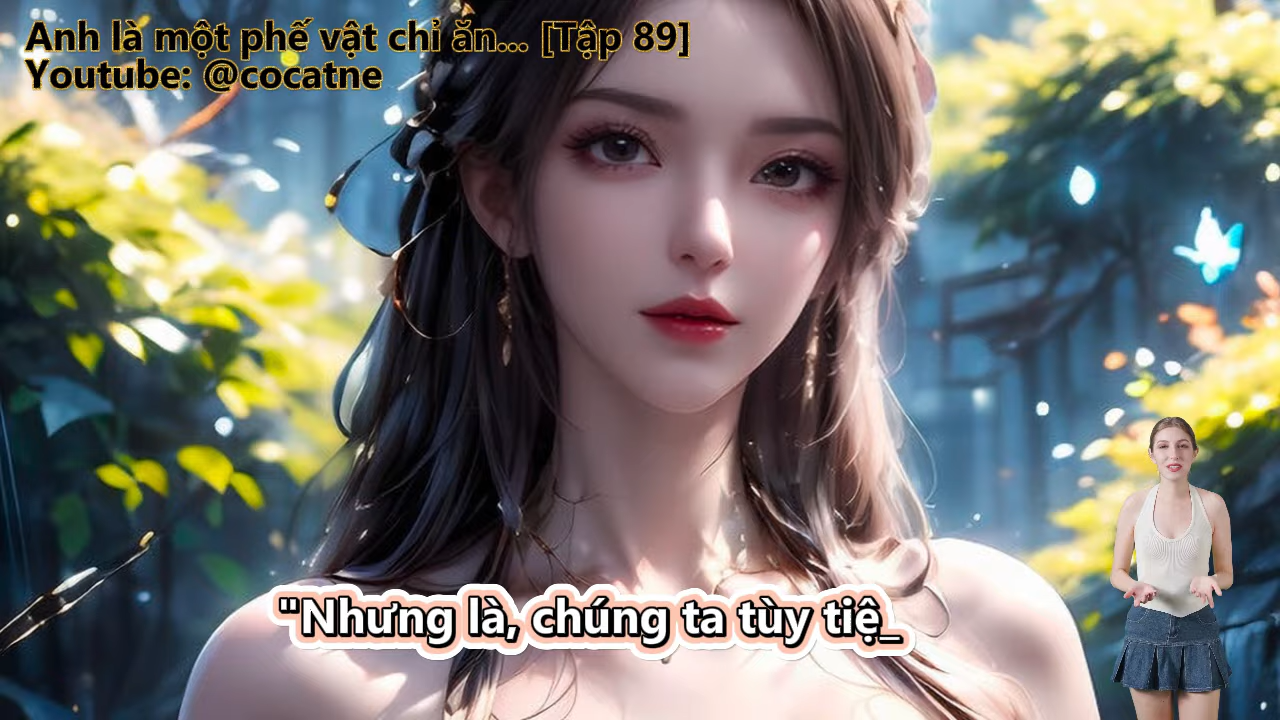 Anh là một phế vật chỉ ăn... [Tập 89]
Youtube: @cocatne
"Nhưng là, chúng ta tùy tiệ_